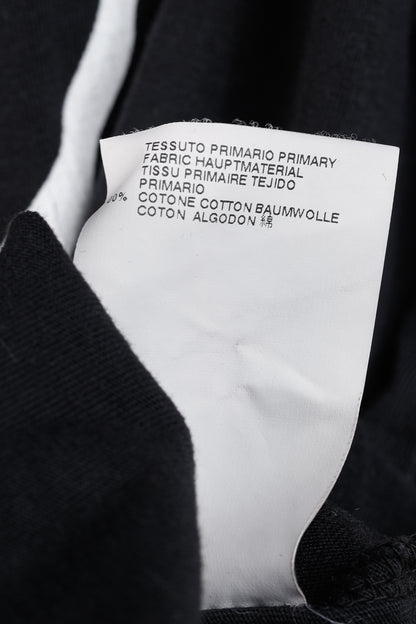 TESSUTO PRIMARIO PRIMARY
FABRIC HAUPTMATERIAL
TISSU PRIMAIRE TEJIDO
PRIMARIO
COTONE COTTON BAUMWOLLE
COTON ALGODON 綿